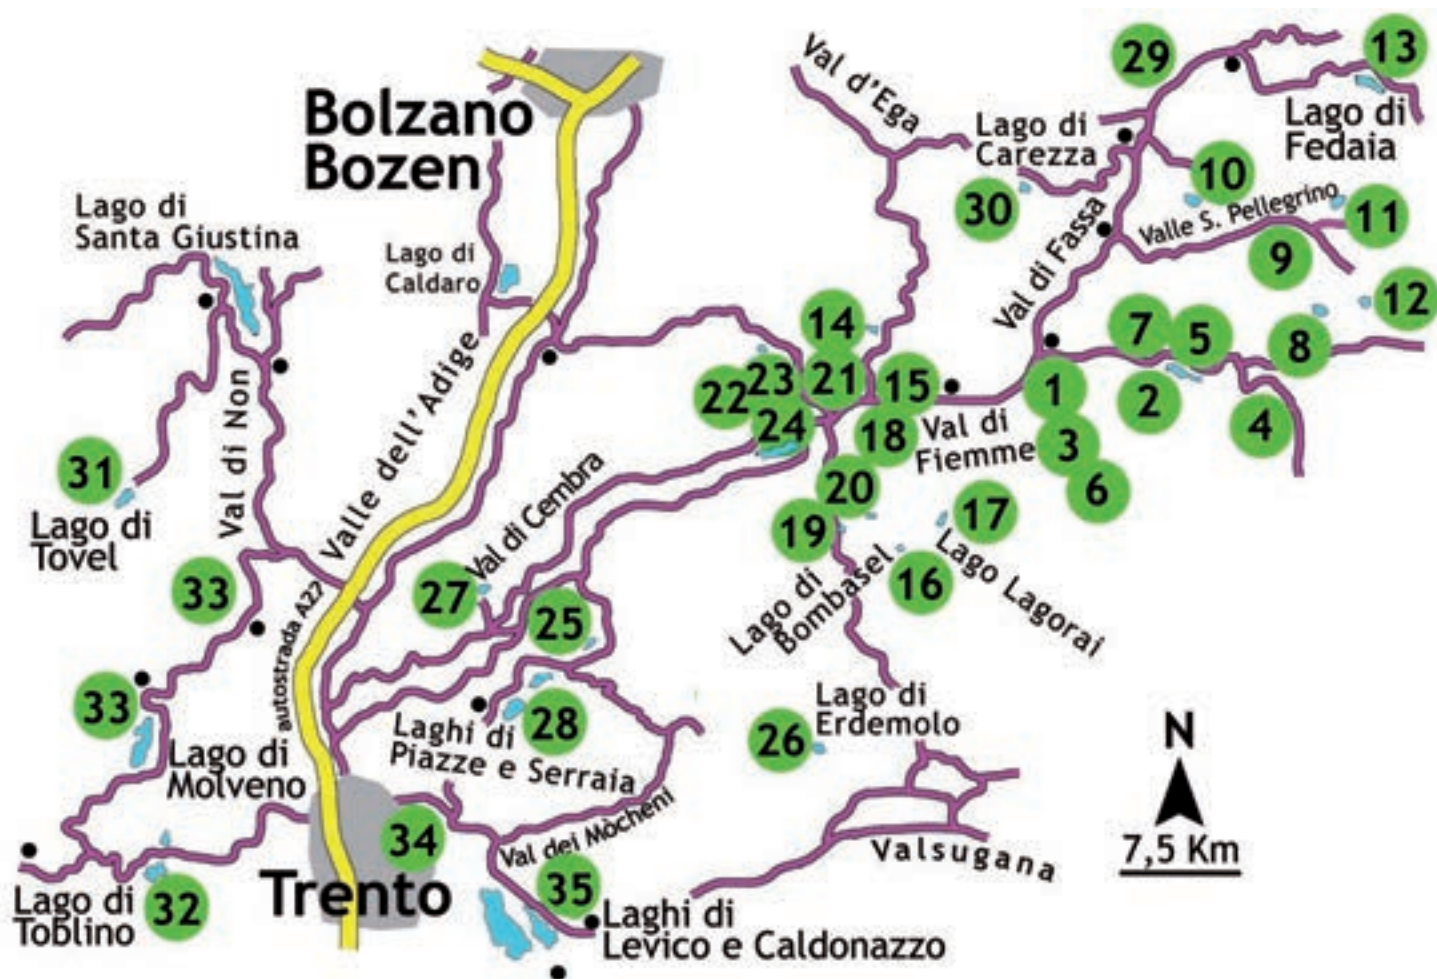 Bolzano
Bozen
Val d'Ega
29
13
Lago di
Fedaia
Lago di
Carezza
30
10
Valle S. Pellegrino
11
9
12
Val di Fassa
Lago di
Santa Giustina
Lago di
Caldaro
14
7
5
8
1
2
4
3
6
22
23
21
15
24
18
Val di
Fiemme
20
19
17
16
Lago Lagorai
Lago di
Bombasel
Valle dell'Adige
Val di Non
31
Lago di
Tovel
33
autostrada A27
Val di Cembra
27
25
33
Lago di
Molveno
Laghi di
Piazze e Serraia
28
26
Lago di
Erdemolo
N
7,5 Km
34
Trento
Val dei Mòcheni
35
Valsugana
Lago di
Toblino
32
Laghi di
Levico e Caldonazzo